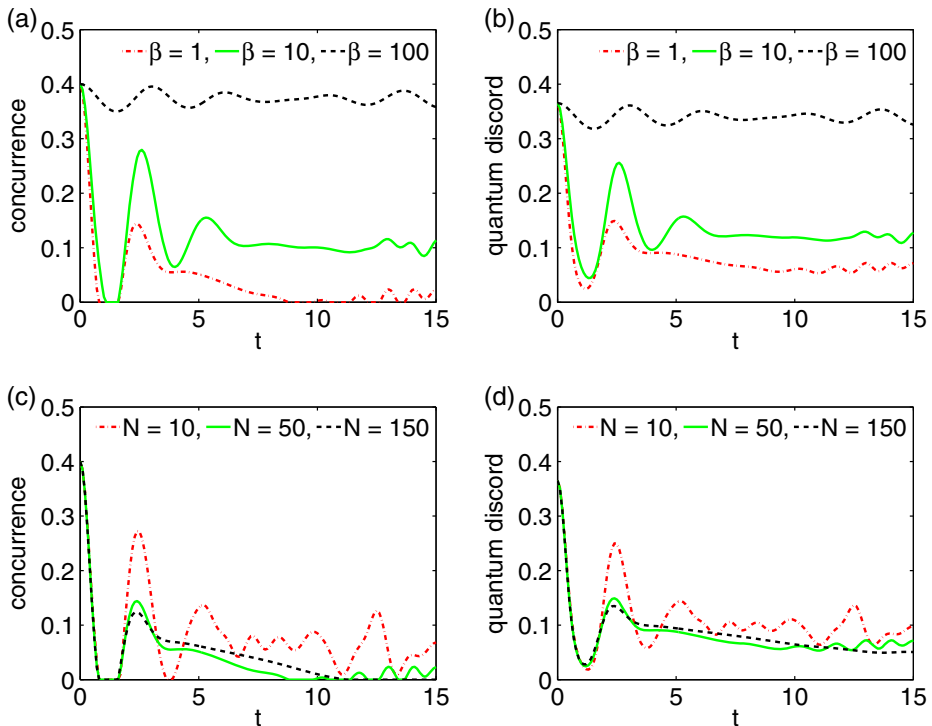 (a)
0.5
0.4
0.3
0.2
0.1
0
concurrence
β = 1, β = 10, β = 100
0 5 10 15
t
(b)
0.5
0.4
0.3
0.2
0.1
0
quantum discord
β = 1, β = 10, β = 100
0 5 10 15
t
(c)
0.5
0.4
0.3
0.2
0.1
0
concurrence
N = 10, N = 50, N = 150
0 5 10 15
t
(d)
0.5
0.4
0.3
0.2
0.1
0
quantum discord
N = 10, N = 50, N = 150
0 5 10 15
t